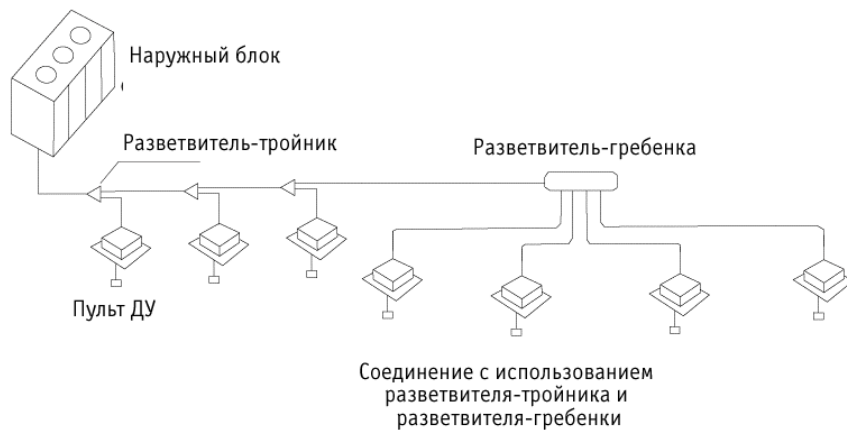 Наружный блок
Разветвитель-тройник
Разветвитель-гребенка
Пульт ДУ
Соединение с использованием
разветвителя-тройника и
разветвителя-гребенки